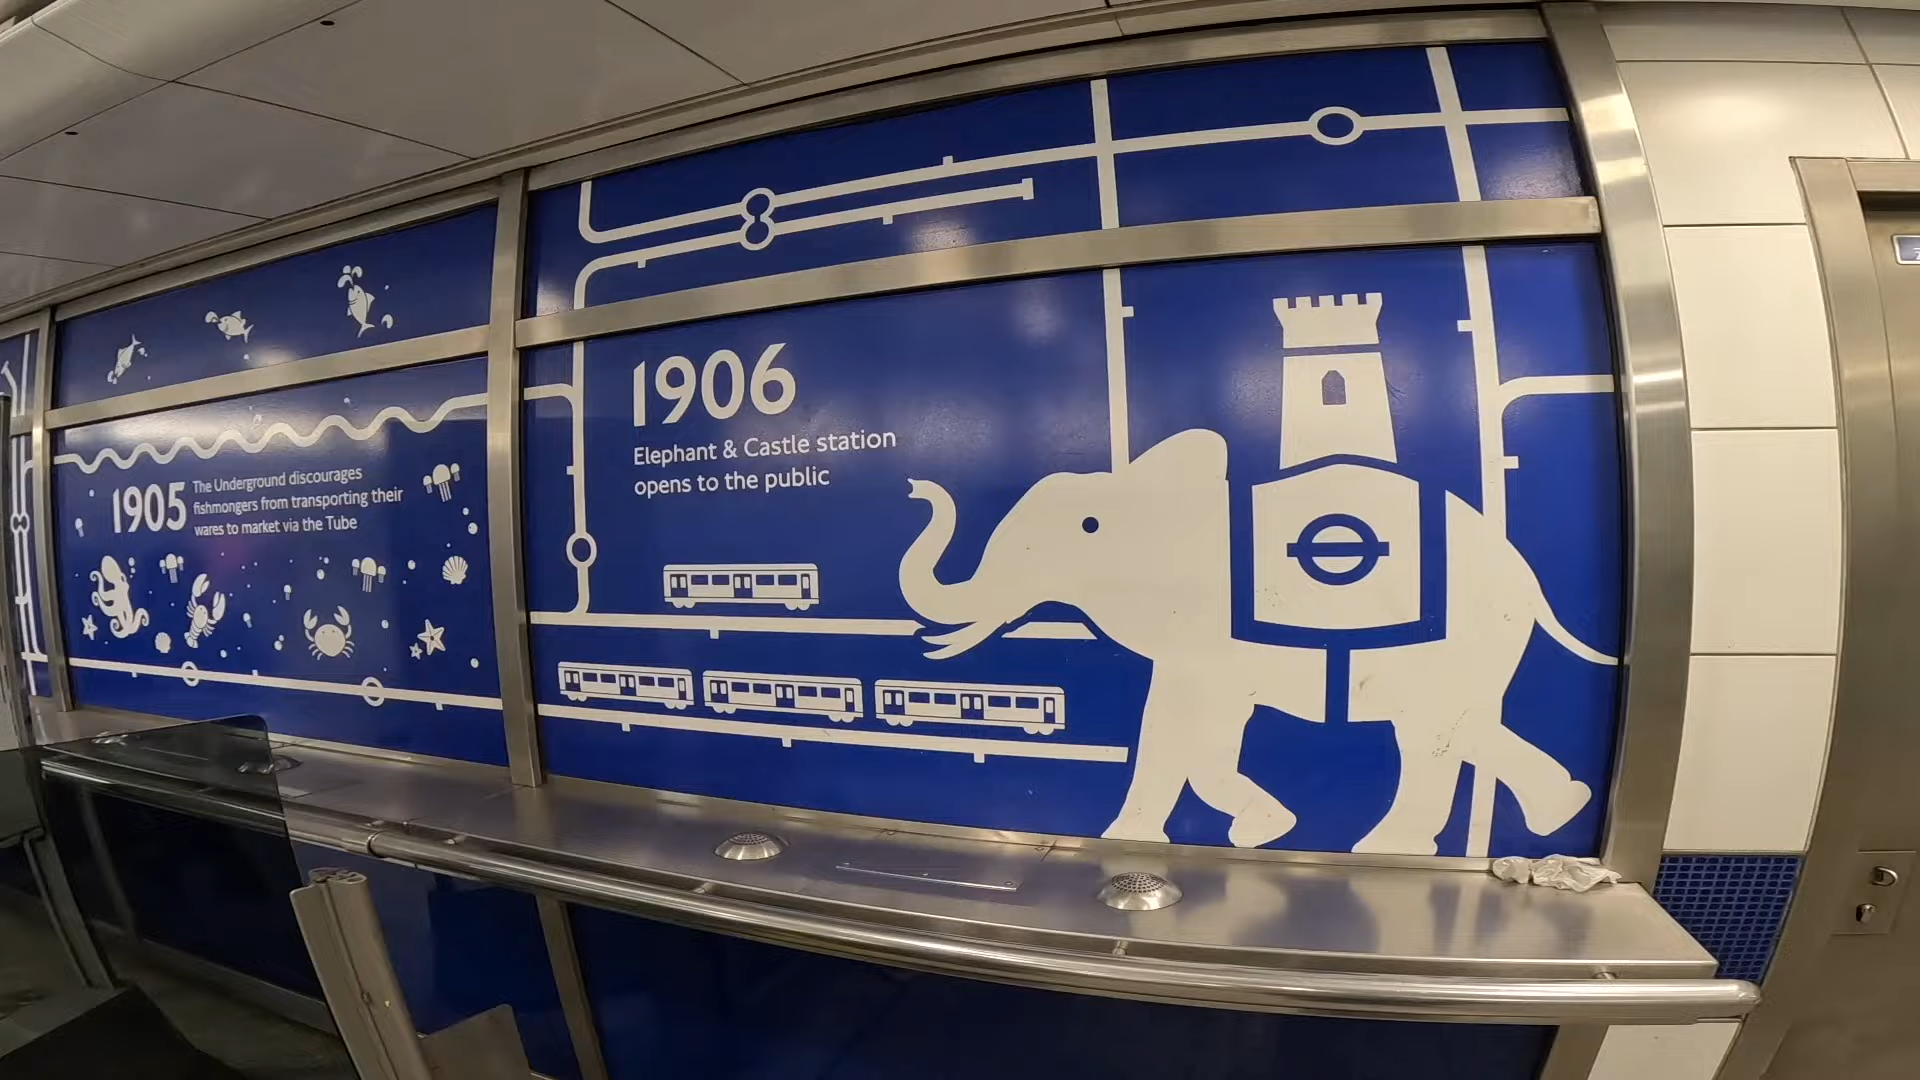 1905
The Underground discourages
fishmongers from transporting their
wares to market via the Tube
1906
Elephant & Castle station
opens to the public